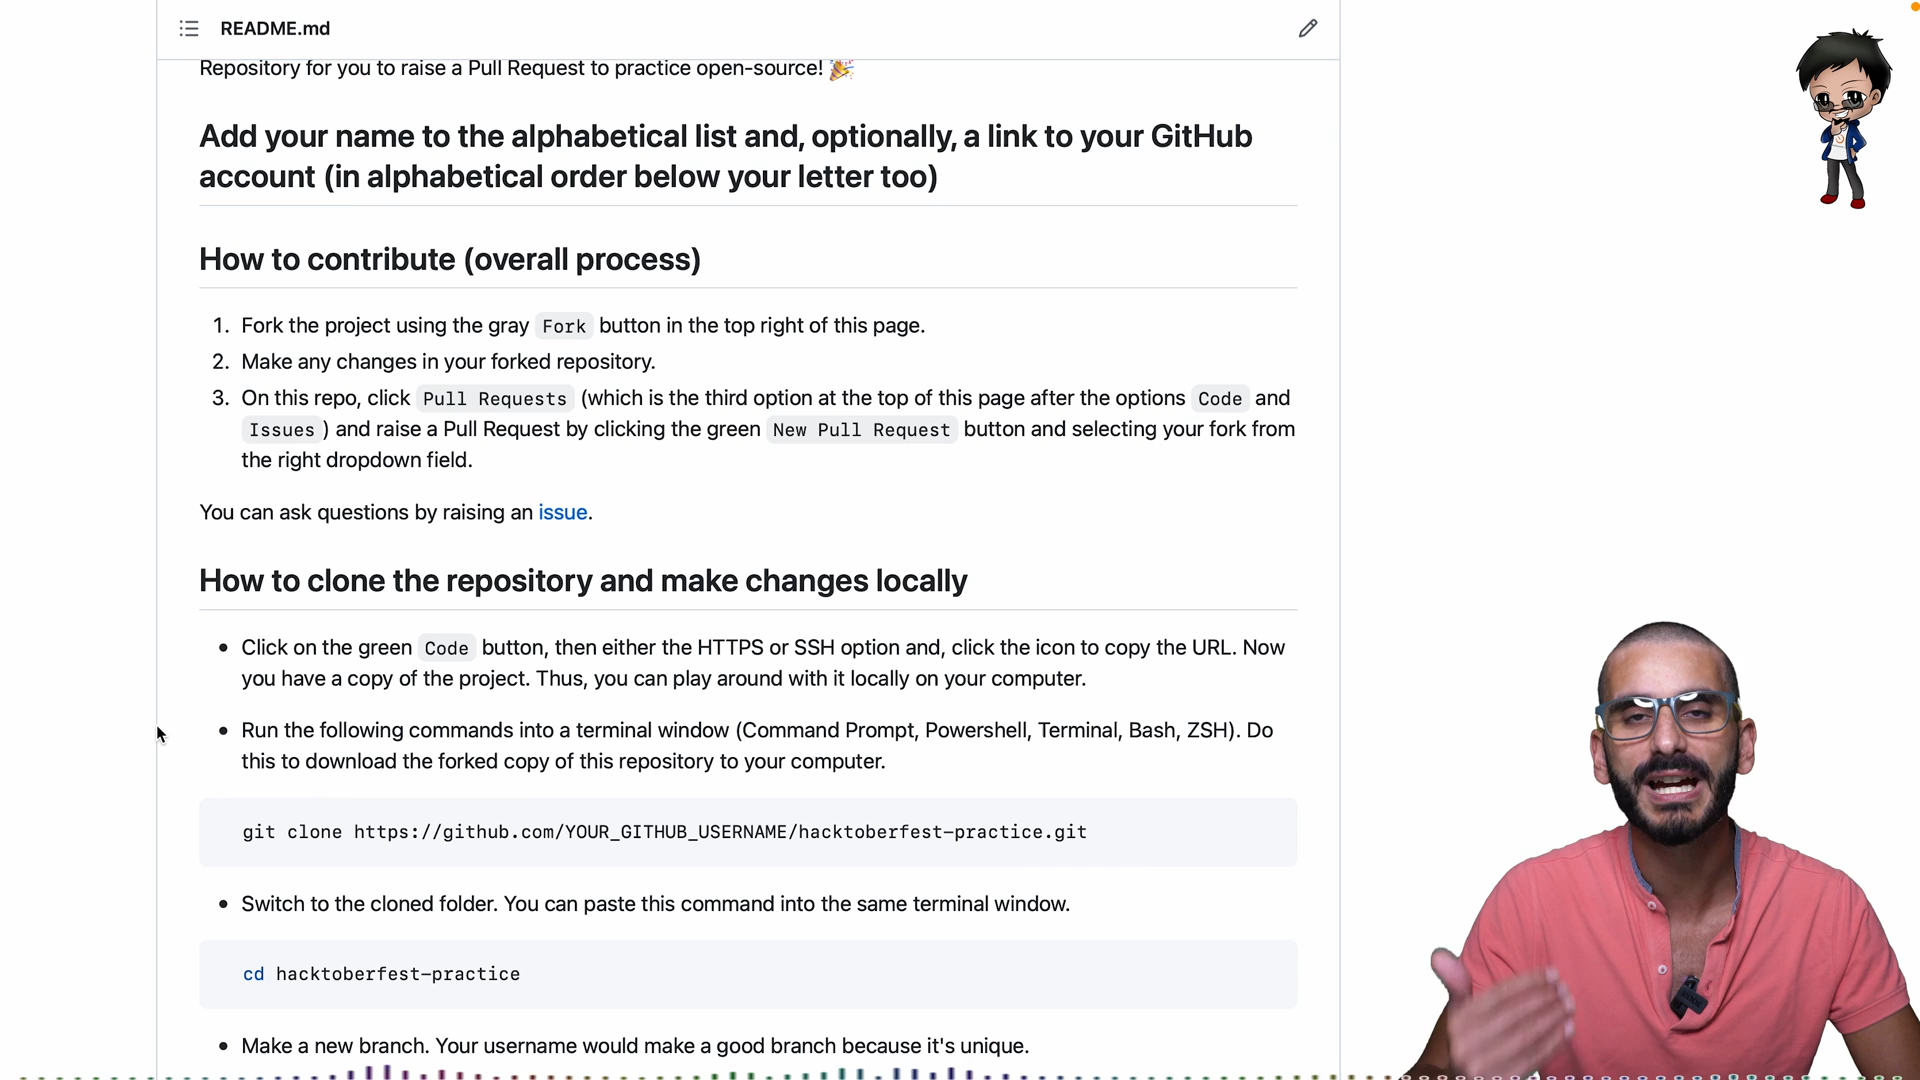 README.md
Repository for you to raise a Pull Request to practice open-source! 🎉
Add your name to the alphabetical list and, optionally, a link to your GitHub
account (in alphabetical order below your letter too)
How to contribute (overall process)
1. Fork the project using the gray Fork button in the top right of this page.
2. Make any changes in your forked repository.
3. On this repo, click Pull Requests (which is the third option at the top of this page after the options Code and
Issues ) and raise a Pull Request by clicking the green New Pull Request button and selecting your fork from
the right dropdown field.
You can ask questions by raising an issue.
How to clone the repository and make changes locally
• Click on the green Code button, then either the HTTPS or SSH option and, click the icon to copy the URL. Now
you have a copy of the project. Thus, you can play around with it locally on your computer.
• Run the following commands into a terminal window (Command Prompt, Powershell, Terminal, Bash, ZSH). Do
this to download the forked copy of this repository to your computer.
git clone https://github.com/YOUR_GITHUB_USERNAME/hacktoberfest-practice.git
• Switch to the cloned folder. You can paste this command into the same terminal window.
cd hacktoberfest-practice
• Make a new branch. Your username would make a good branch because it's unique.